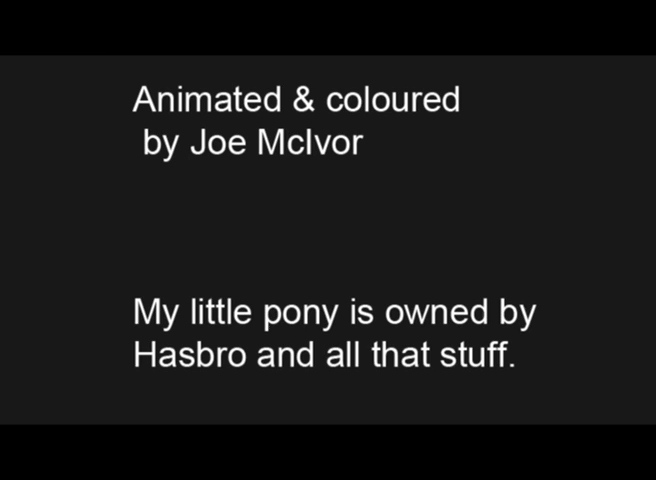 Animated & coloured
by Joe McIvor
My little pony is owned by
Hasbro and all that stuff.